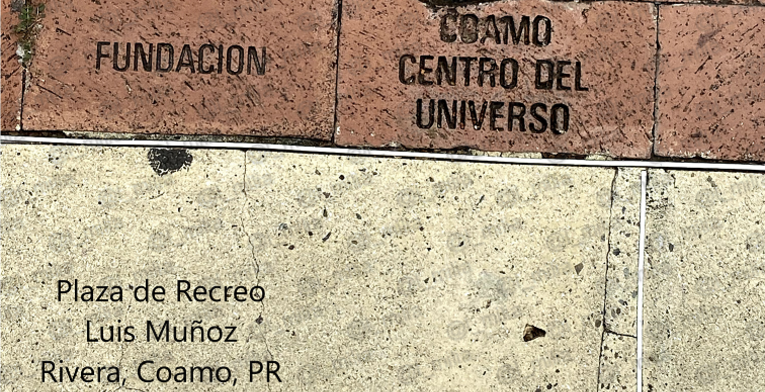 FUNDACION
COAMO
CENTRO DEL
UNIVERSO
Plaza de Recreo
Luis Muñoz
Rivera, Coamo, PR